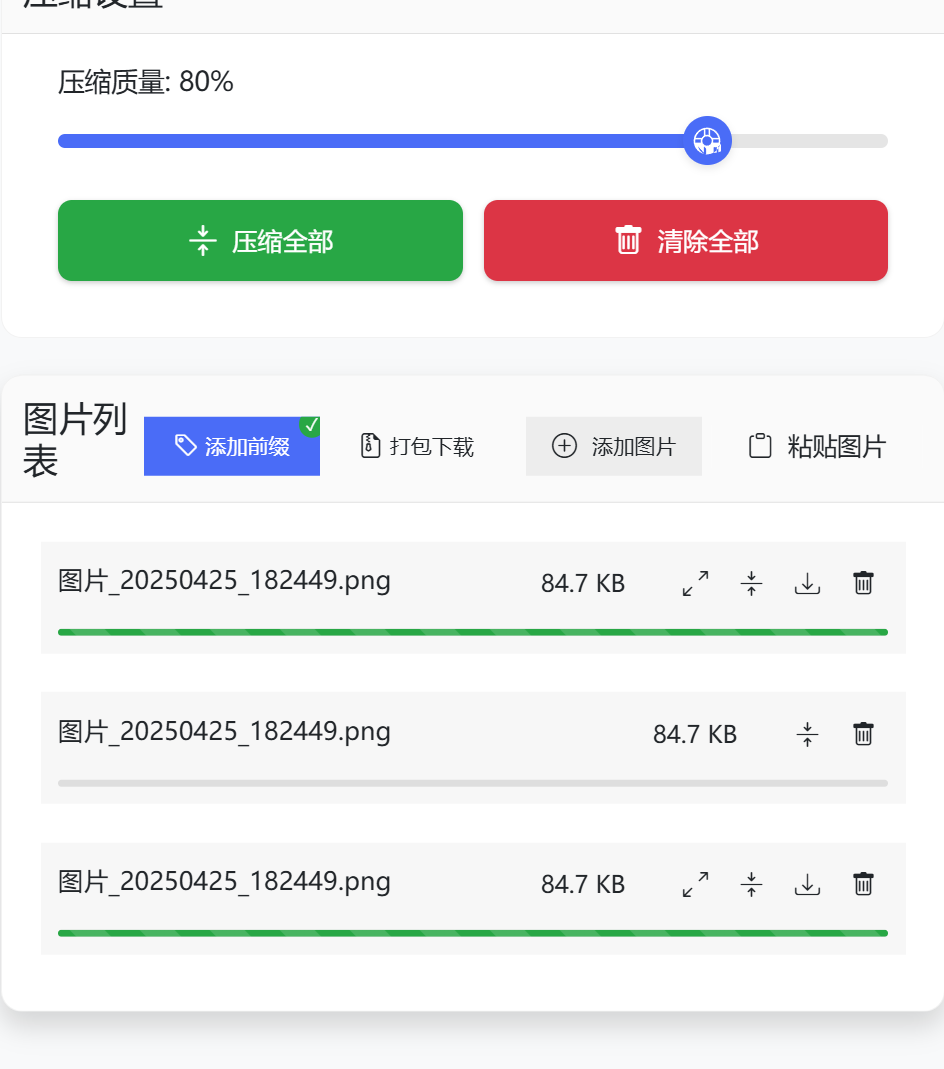 压缩设置
压缩质量: 80%
压缩全部
清除全部
图片列
表
添加前缀
打包下载
添加图片
粘贴图片
图片_20250425_182449.png 84.7 KB
图片_20250425_182449.png 84.7 KB
图片_20250425_182449.png 84.7 KB